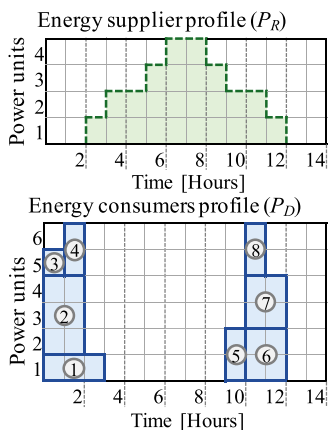 Energy supplier profile (P_R)
Power units
5
4
3
2
1
2 4 6 8 10 12 14
Time [Hours]
Energy consumers profile (P_D)
Power units
6
5
4
3
2
1
3 4 8
2 7
1 5 6
2 4 6 8 10 12 14
Time [Hours]